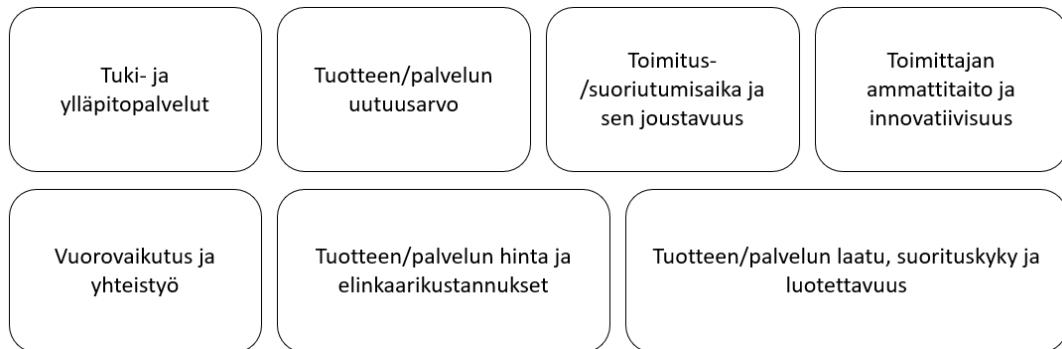 Tuki- ja
ylläpitopalvelut
Tuotteen/palvelun
uutuusarvo
Toimitus-
/suoriutumisaika ja
sen joustavuus
Toimittajan
ammattitaito ja
innovatiivisuus
Vuorovaikutus ja
yhteistyö
Tuotteen/palvelun hinta ja
elinkaarikustannukset
Tuotteen/palvelun laatu, suorituskyky ja
luotettavuus